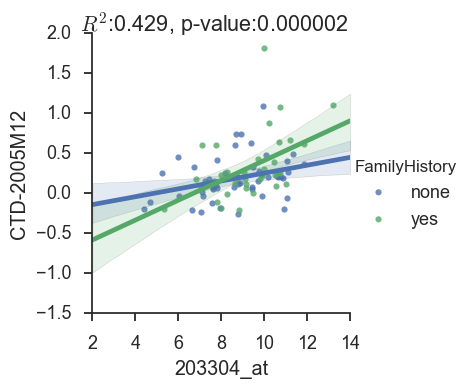 R²:0.429, p-value:0.000002
2.0
1.5
1.0
0.5
0.0
−0.5
−1.0
−1.5
CTD-2005M12
2 4 6 8 10 12 14
203304_at
FamilyHistory
none
yes